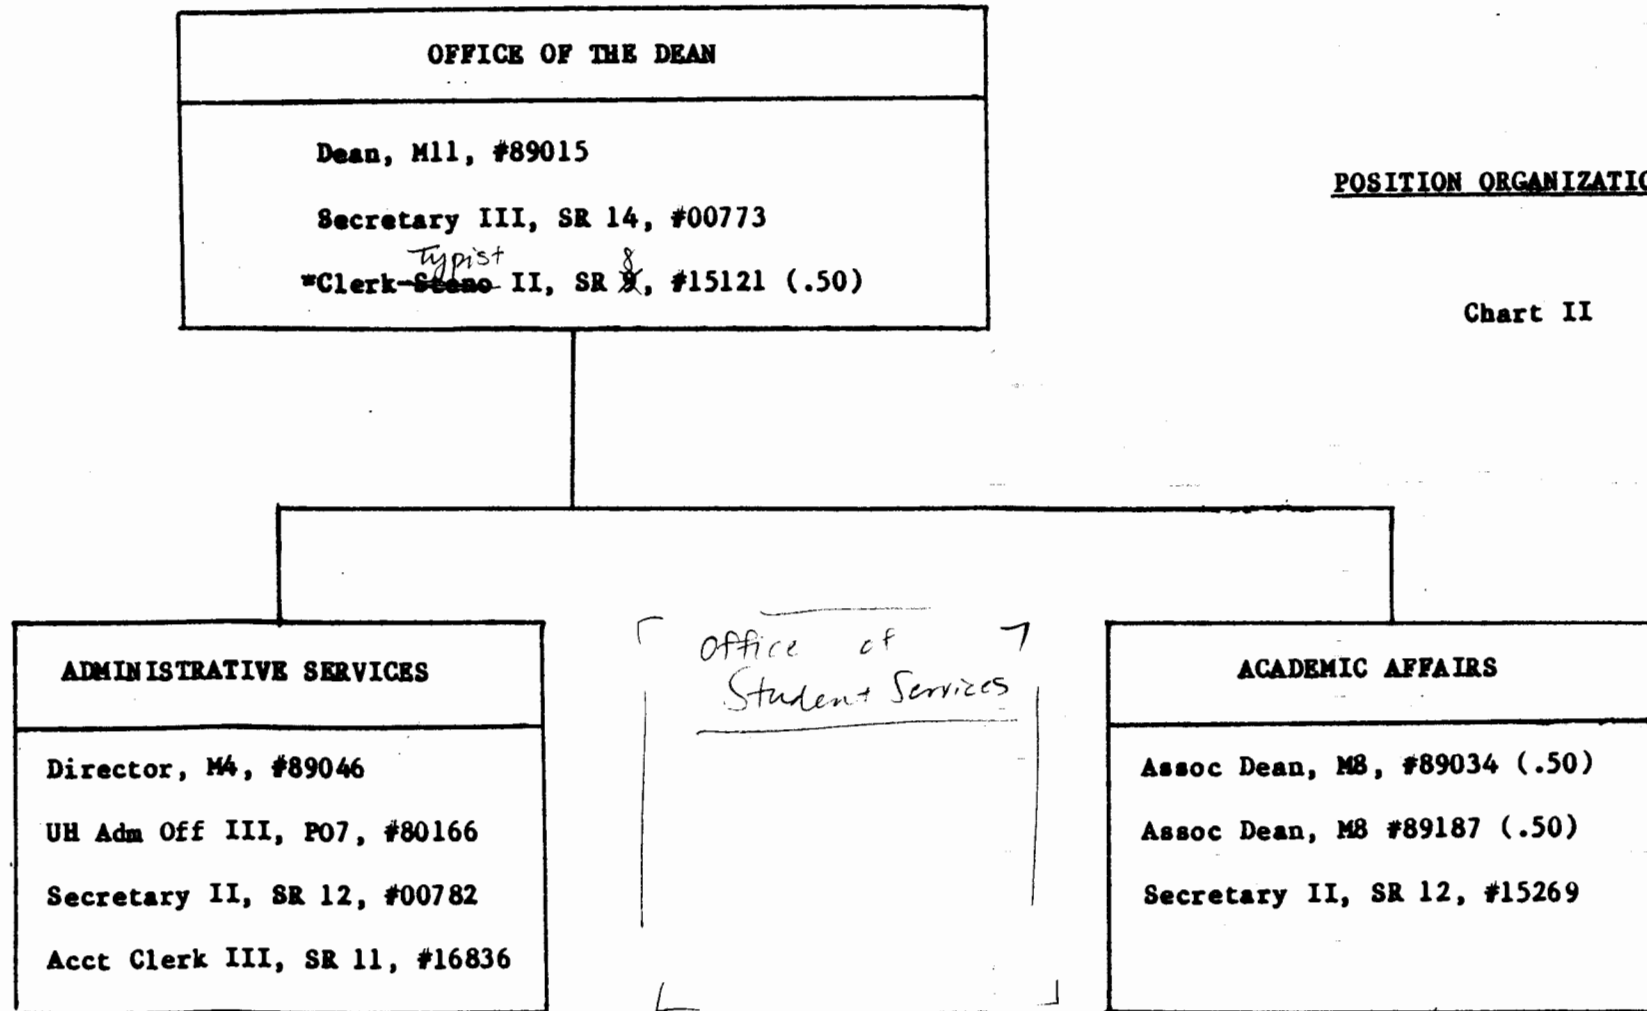 OFFICE OF THE DEAN
Dean, M11, #89015
Secretary III, SR 14, #00773
Typist 8
*Clerk-Steno II, SR 9, #15121 (.50)
POSITION ORGANIZATIO
Chart II
ADMINISTRATIVE SERVICES
Director, M4, #89046
UH Adm Off III, PO7, #80166
Secretary II, SR 12, #00782
Acct Clerk III, SR 11, #16836
Office of
Student Services
ACADEMIC AFFAIRS
Assoc Dean, M8, #89034 (.50)
Assoc Dean, M8 #89187 (.50)
Secretary II, SR 12, #15269